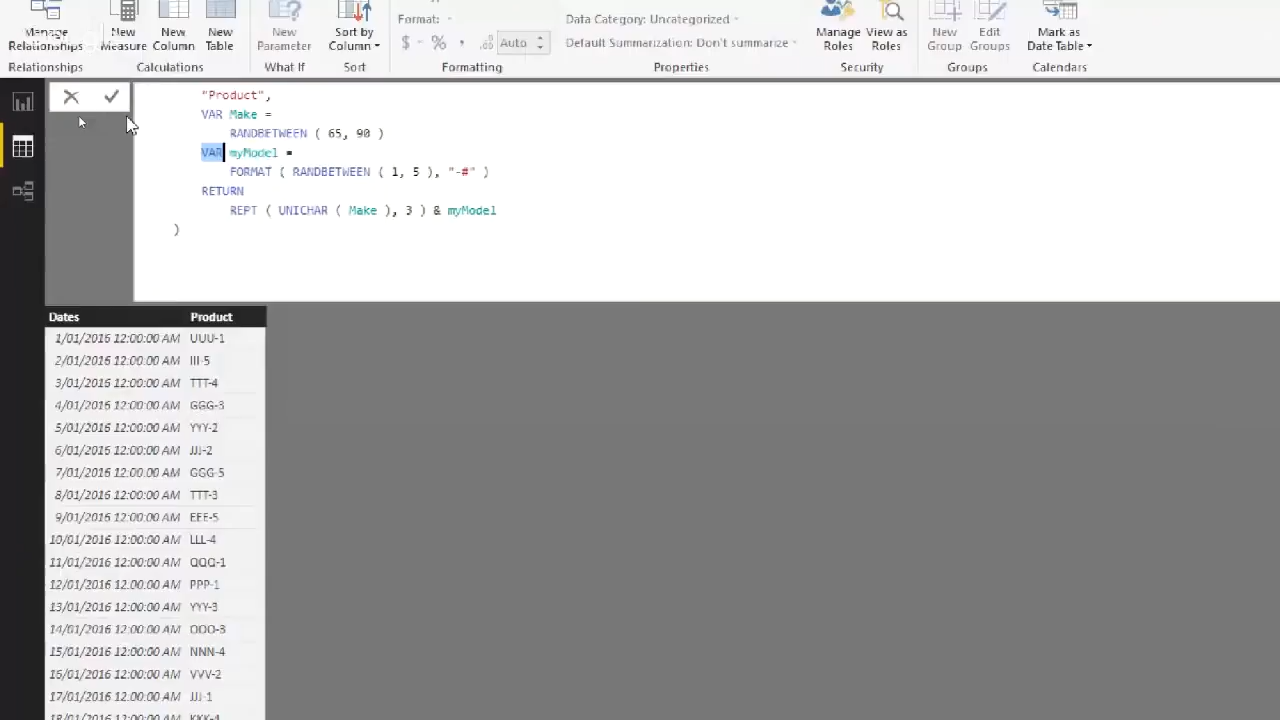 Manage Relationships
New Measure
New Column
New Table
New Parameter
Sort by Column
Format:
$ % , .00 Auto
Data Category: Uncategorized
Default Summarization: Don't summarize
Manage Roles
View as Roles
New Group
Edit Groups
Mark as Date Table
Relationships
Calculations
What If
Sort
Formatting
Properties
Security
Groups
Calendars
"Product",
VAR Make =
RANDBETWEEN ( 65, 90 )
VAR myModel =
FORMAT ( RANDBETWEEN ( 1, 5 ), "-#" )
RETURN
REPT ( UNICHAR ( Make ), 3 ) & myModel
)
Dates Product
1/01/2016 12:00:00 AM UUU-1
2/01/2016 12:00:00 AM III-5
3/01/2016 12:00:00 AM TTT-4
4/01/2016 12:00:00 AM GGG-3
5/01/2016 12:00:00 AM YYY-2
6/01/2016 12:00:00 AM JJJ-2
7/01/2016 12:00:00 AM GGG-5
8/01/2016 12:00:00 AM TTT-3
9/01/2016 12:00:00 AM EEE-5
10/01/2016 12:00:00 AM LLL-4
11/01/2016 12:00:00 AM QQQ-1
12/01/2016 12:00:00 AM PPP-1
13/01/2016 12:00:00 AM YYY-3
14/01/2016 12:00:00 AM OOO-3
15/01/2016 12:00:00 AM NNN-4
16/01/2016 12:00:00 AM VVV-2
17/01/2016 12:00:00 AM JJJ-1
18/01/2016 12:00:00 AM KKK-4